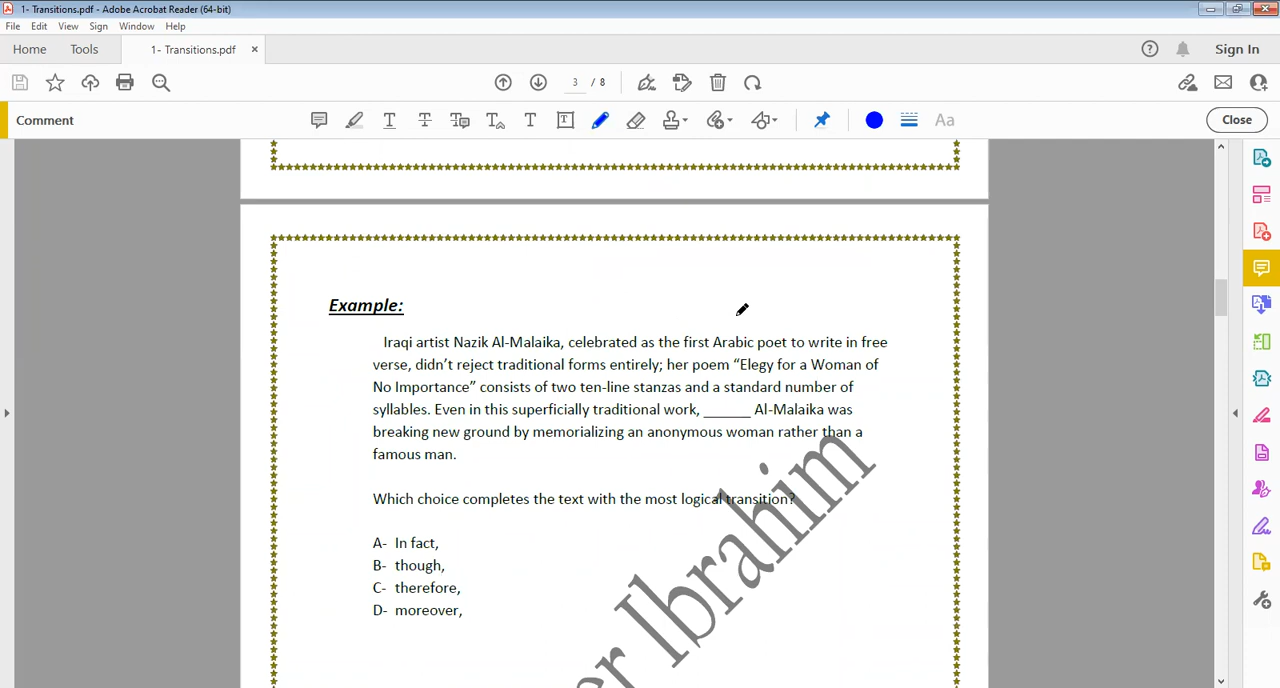 1- Transitions.pdf - Adobe Acrobat Reader (64-bit)
File Edit View Sign Window Help
Home Tools 1- Transitions.pdf × Sign In
3 / 8
Comment Aa Close
Example:
Iraqi artist Nazik Al-Malaika, celebrated as the first Arabic poet to write in free
verse, didn’t reject traditional forms entirely; her poem “Elegy for a Woman of
No Importance” consists of two ten-line stanzas and a standard number of
syllables. Even in this superficially traditional work, ______ Al-Malaika was
breaking new ground by memorializing an anonymous woman rather than a
famous man.
Which choice completes the text with the most logical transition?
A- In fact,
B- though,
C- therefore,
D- moreover,
er Ibrahim